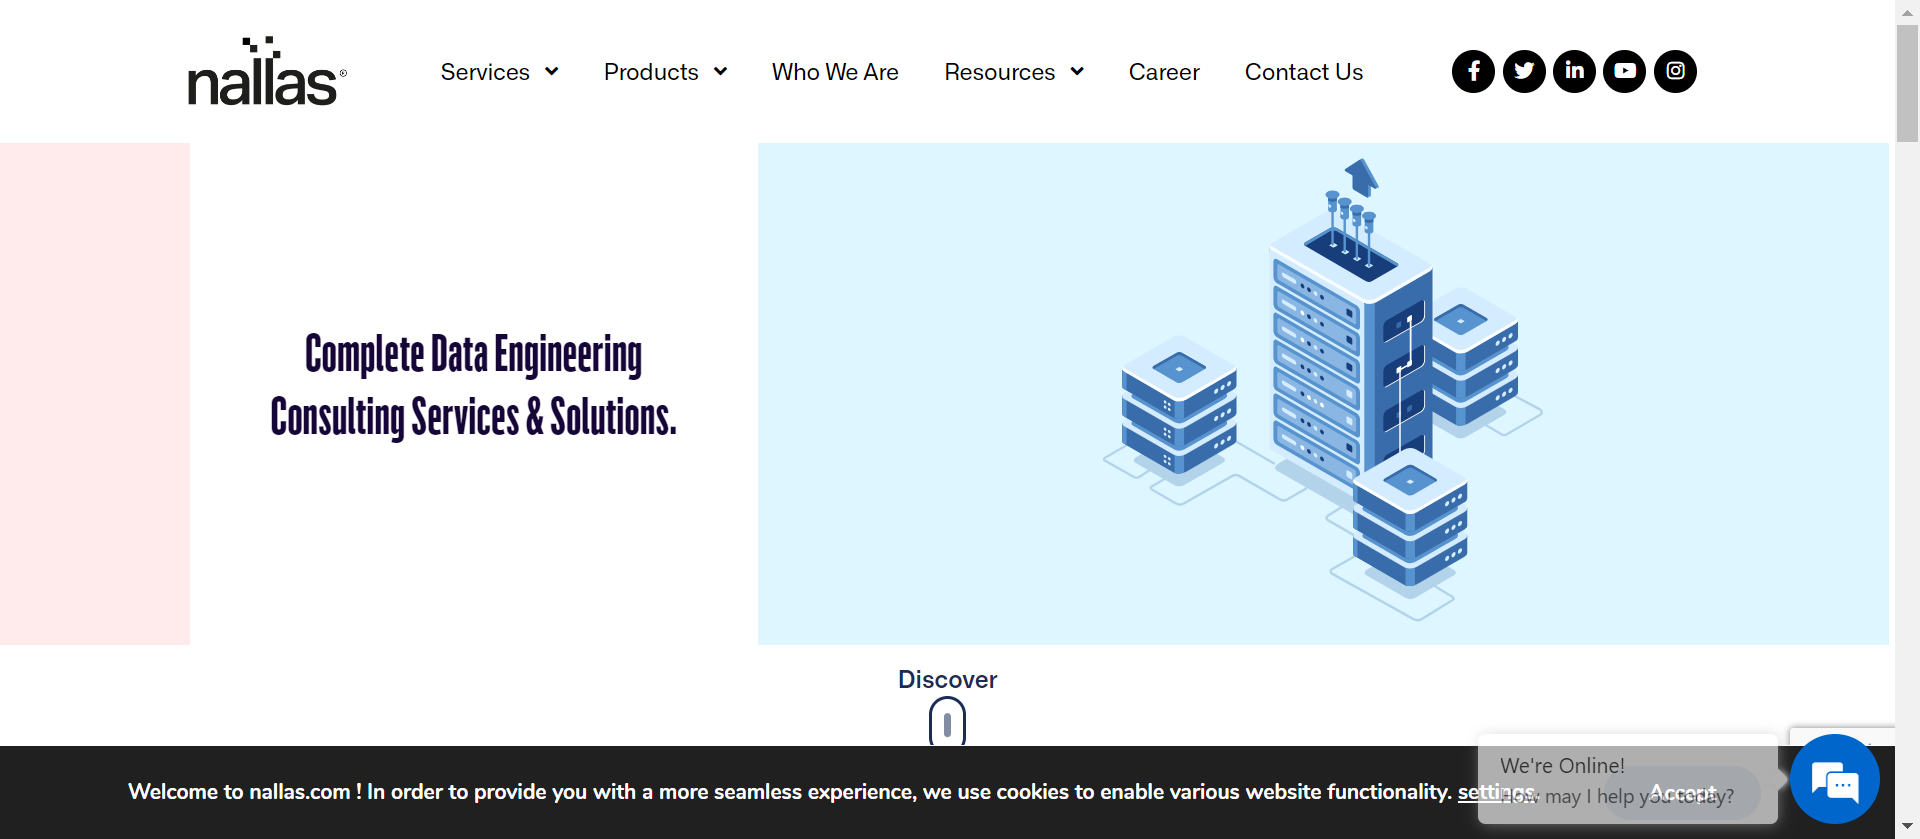 nallas
Services
Products
Who We Are
Resources
Career
Contact Us
Complete Data Engineering
Consulting Services & Solutions.
Discover
Welcome to nallas.com ! In order to provide you with a more seamless experience, we use cookies to enable various website functionality. settings.
Accept
We're Online!
How may I help you today?